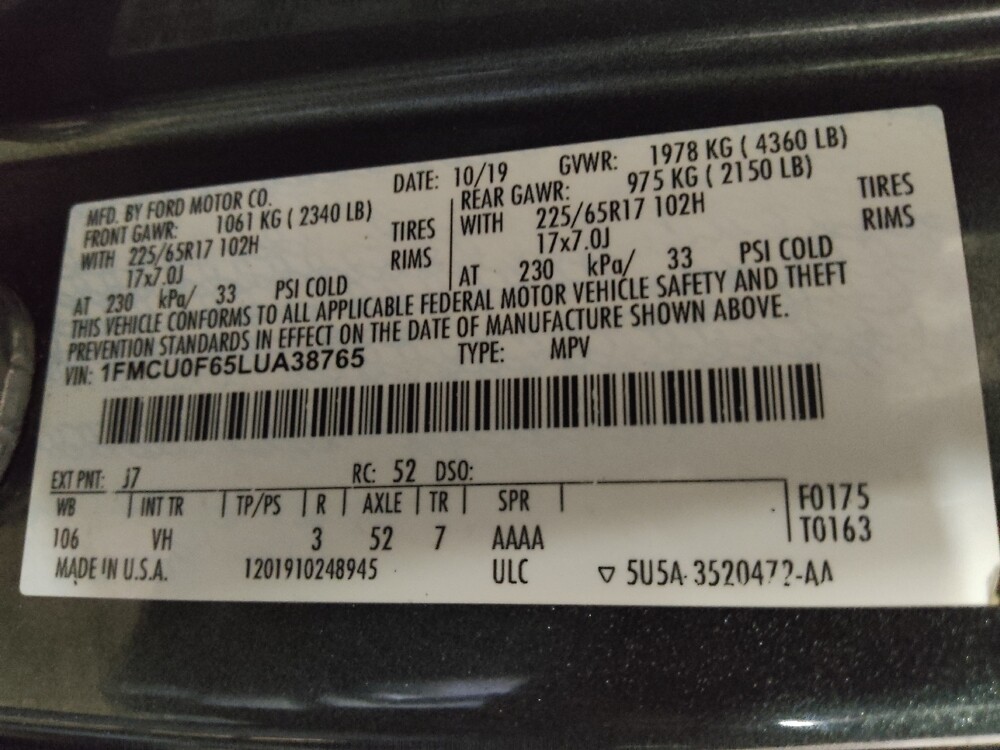 MFD. BY FORD MOTOR CO. DATE: 10/19 GVWR: 1978 KG ( 4360 LB)
FRONT GAWR: 1061 KG ( 2340 LB) REAR GAWR: 975 KG ( 2150 LB)
WITH 225/65R17 102H TIRES WITH 225/65R17 102H TIRES
17x7.0J RIMS 17x7.0J RIMS
AT 230 kPa/ 33 PSI COLD AT 230 kPa/ 33 PSI COLD
THIS VEHICLE CONFORMS TO ALL APPLICABLE FEDERAL MOTOR VEHICLE SAFETY AND THEFT
PREVENTION STANDARDS IN EFFECT ON THE DATE OF MANUFACTURE SHOWN ABOVE.
VIN: 1FMCU0F65LUA38765 TYPE: MPV
EXT PNT: J7 RC: 52 DSO:
WB INT TR TP/PS R AXLE TR SPR F0175
106 VH 3 52 7 AAAA T0163
MADE IN U.S.A. 1201910248945 ULC ▽ 5U5A-3520472-AA